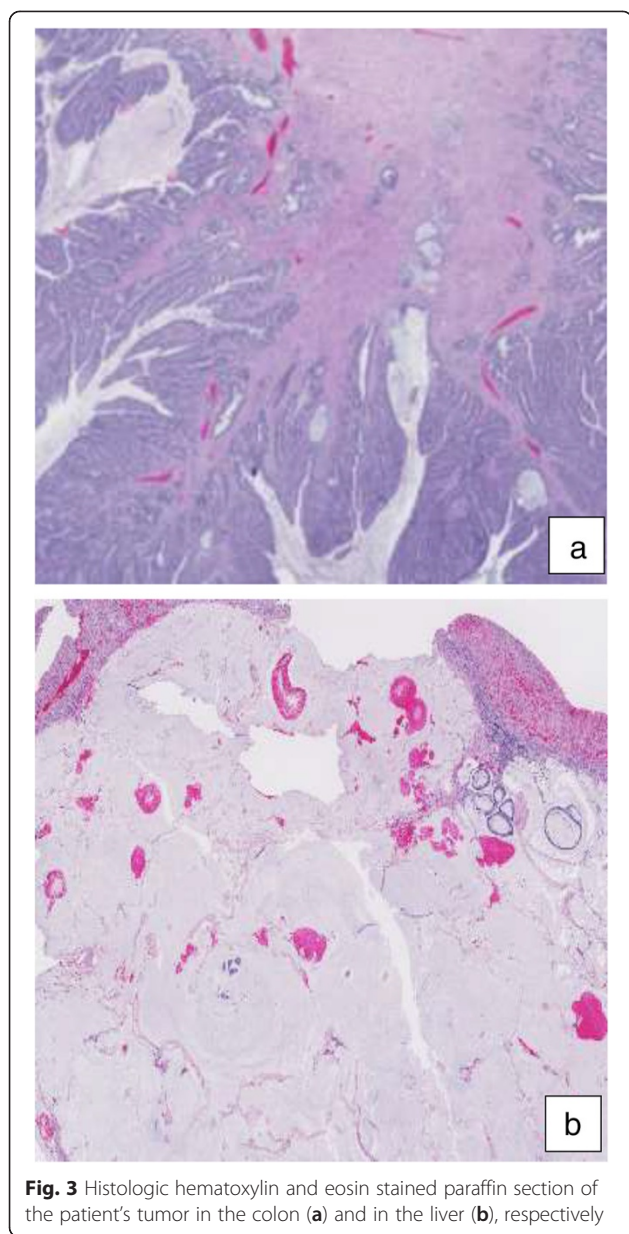 a
b
Fig. 3 Histologic hematoxylin and eosin stained paraffin section of
the patient's tumor in the colon (a) and in the liver (b), respectively